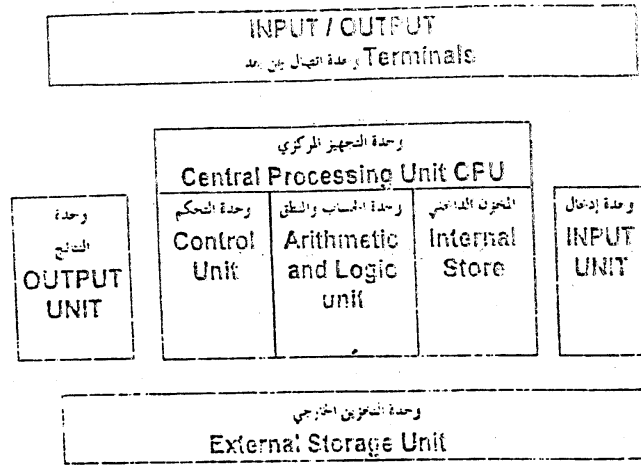 INPUT / OUTPUT
وحدة اتصال عن بعد Terminals
وحدة التجهيز المركزي
Central Processing Unit CPU
وحدة
النتائج
OUTPUT
UNIT
وحدة التحكم
Control
Unit
وحدة الحساب والمنطق
Arithmetic
and Logic
unit
المخزن الداخلي
Internal
Store
وحدة إدخال
INPUT
UNIT
وحدة التخزين الخارجي
External Storage Unit